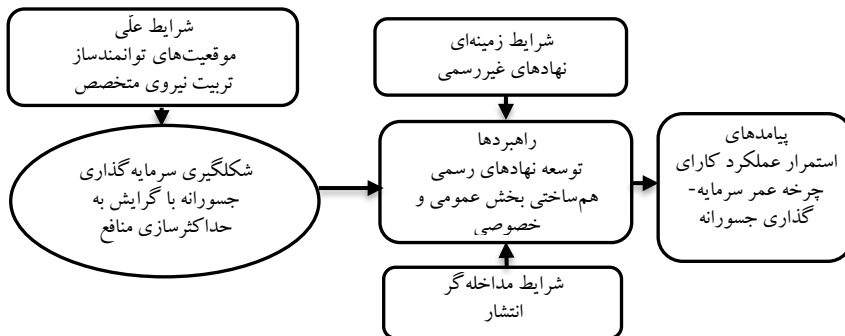 شرایط علّی
موقعیت‌های توانمندساز
تربیت نیروی متخصص
شرایط زمینه‌ای
نهادهای غیررسمی
شکلگیری سرمایه‌گذاری
جسورانه با گرایش به
حداکثرسازی منافع
راهبردها
توسعه نهادهای رسمی
هم‌ساختی بخش عمومی و
خصوصی
پیامدهای
استمرار عملکرد کارای
چرخه عمر سرمایه-
گذاری جسورانه
شرایط مداخله‌گر
انتشار